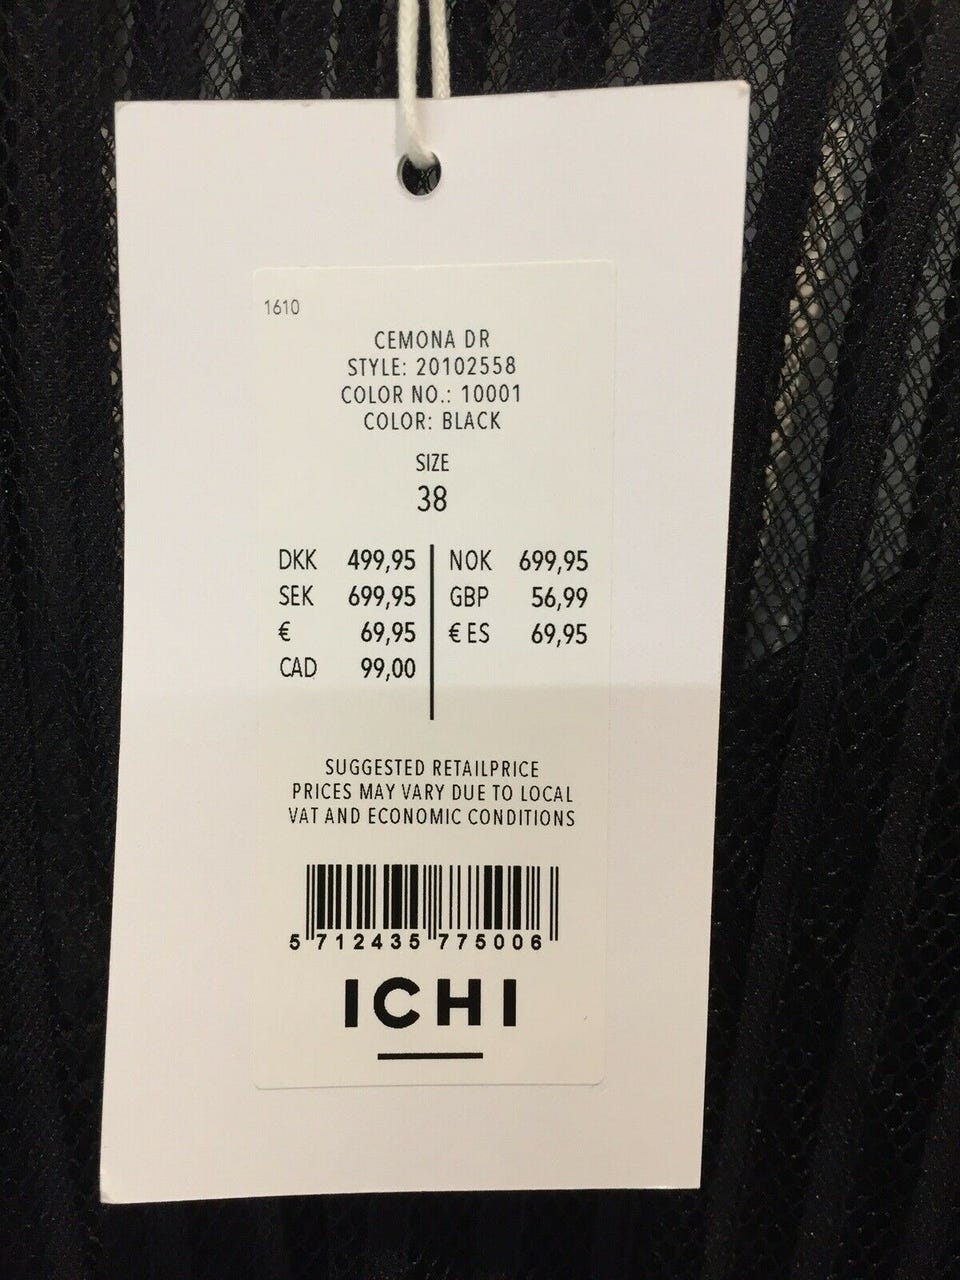 1610
CEMONA DR
STYLE: 20102558
COLOR NO.: 10001
COLOR: BLACK
SIZE
38
DKK 499,95 NOK 699,95
SEK 699,95 GBP 56,99
€ 69,95 € ES 69,95
CAD 99,00
SUGGESTED RETAILPRICE
PRICES MAY VARY DUE TO LOCAL
VAT AND ECONOMIC CONDITIONS
5 712435 775006
ICHI